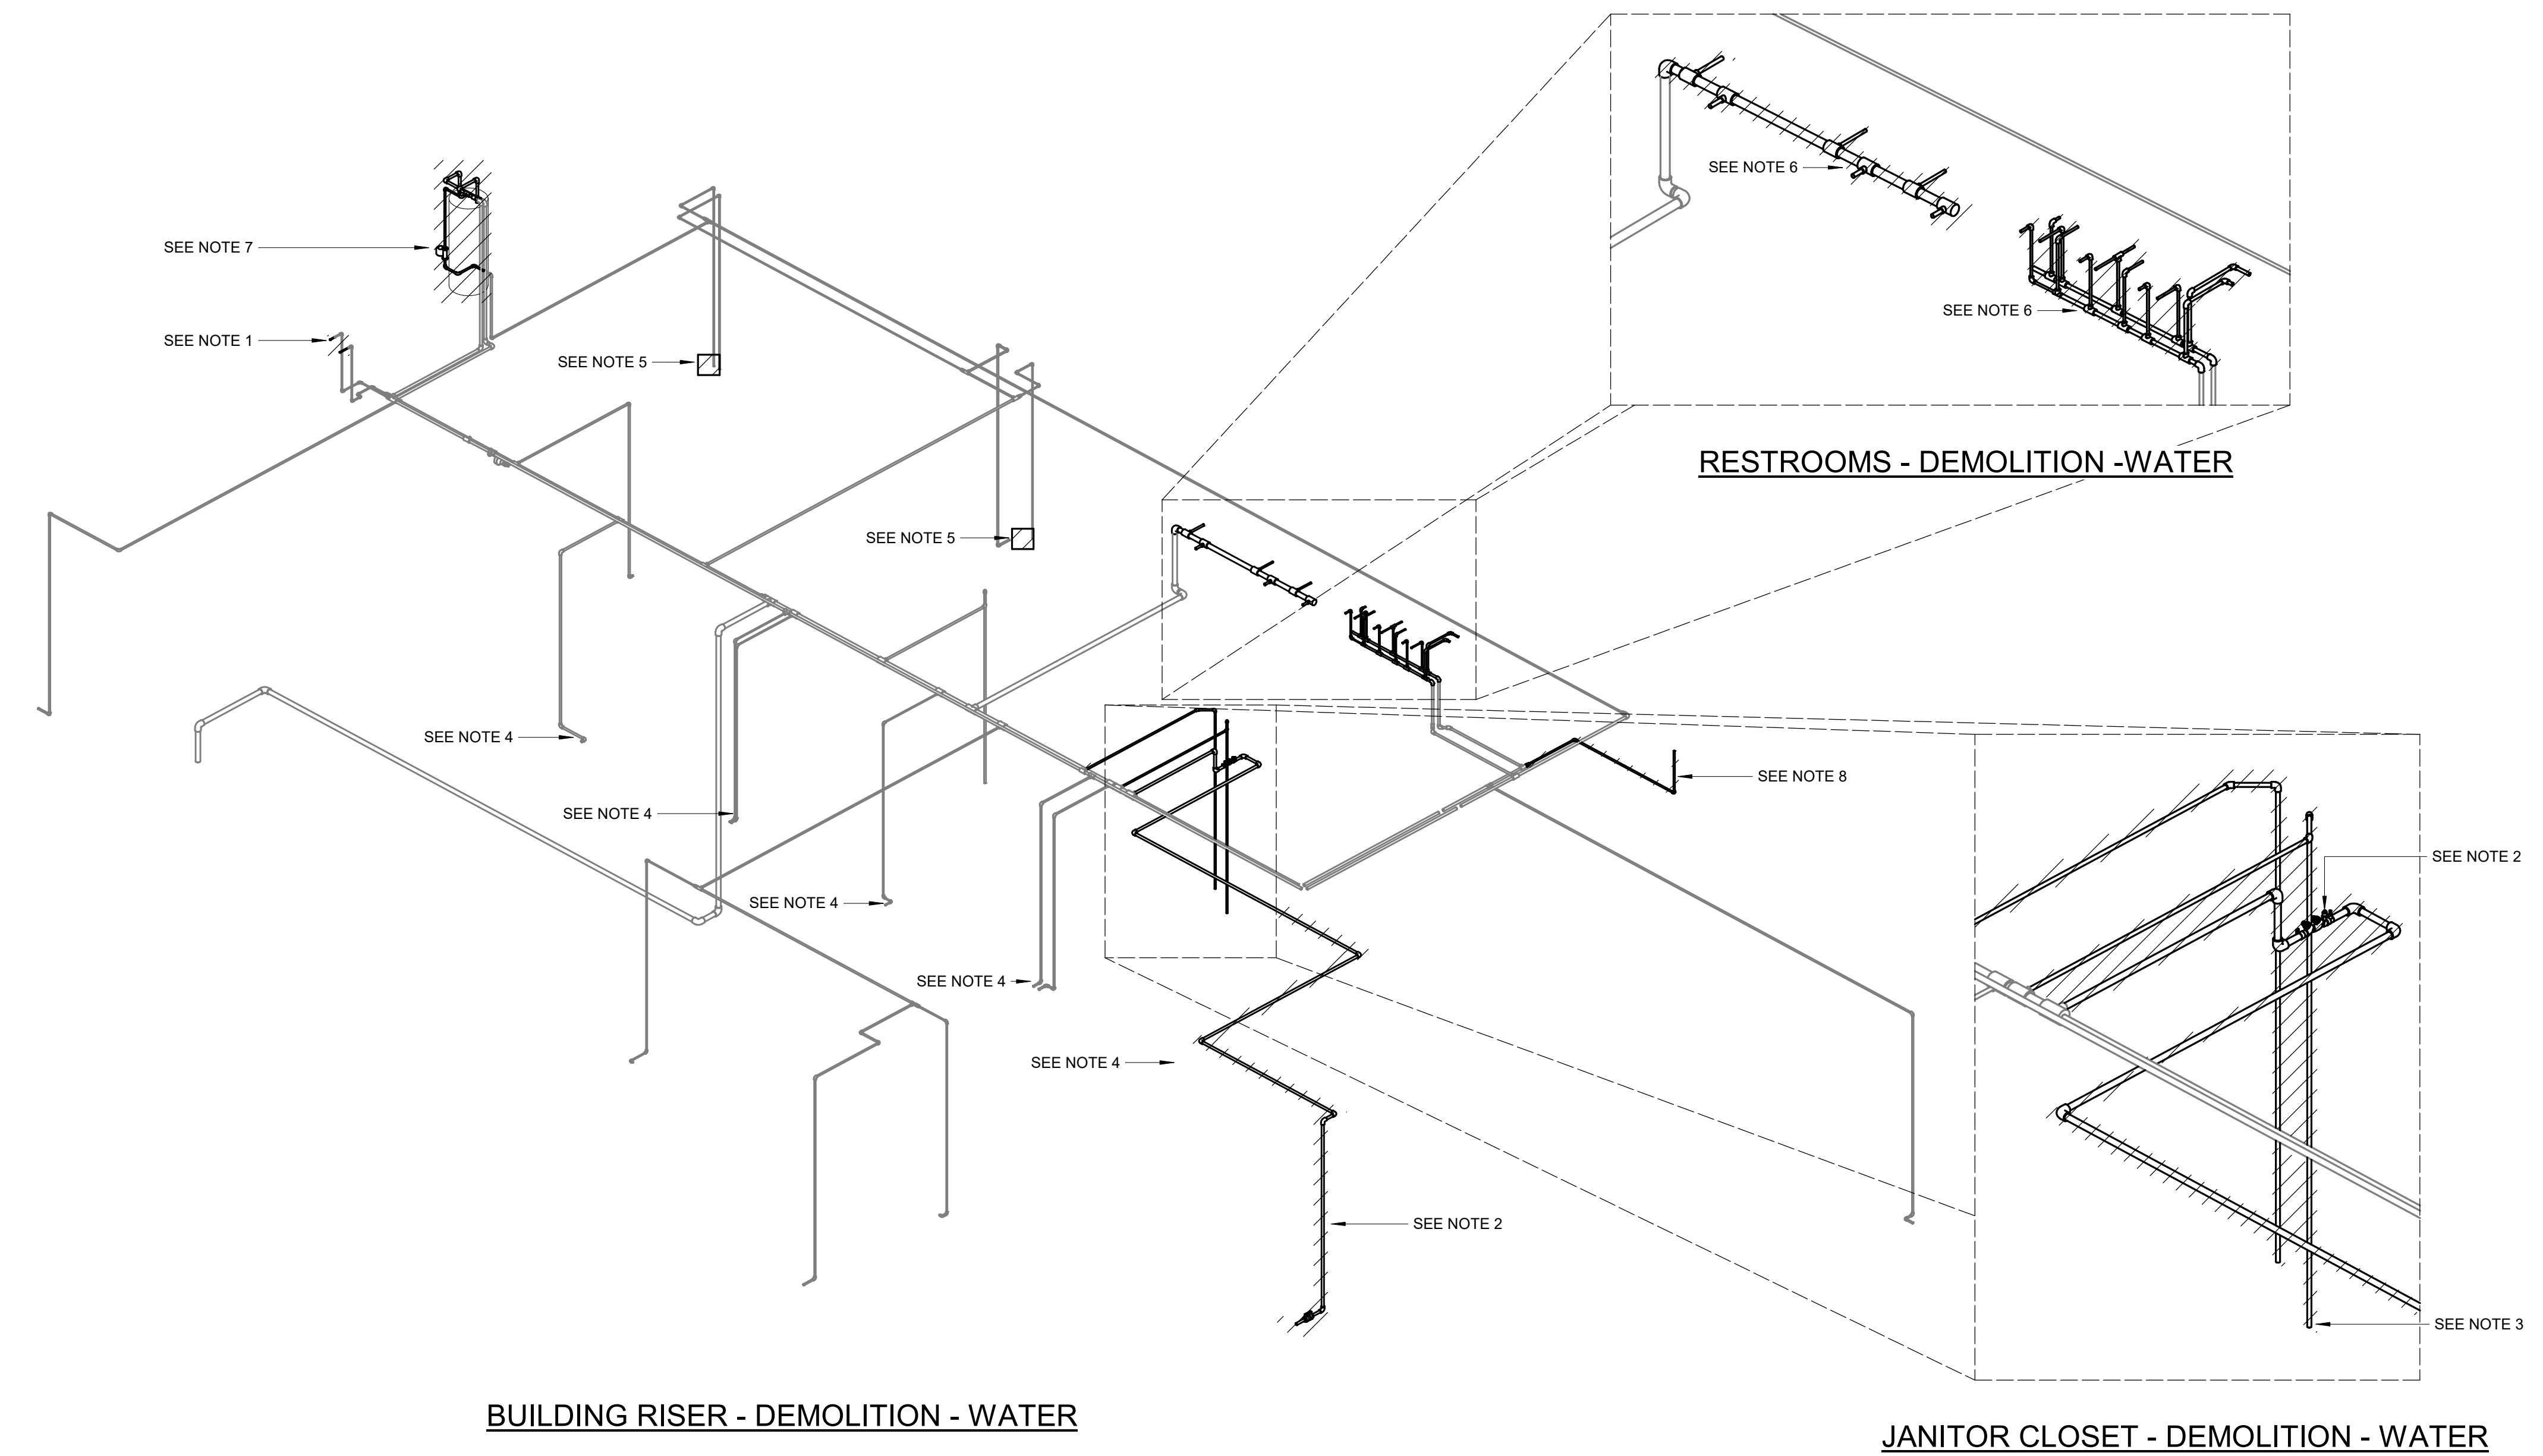 SEE NOTE 6
SEE NOTE 6
RESTROOMS - DEMOLITION -WATER
SEE NOTE 7
SEE NOTE 1
SEE NOTE 5
SEE NOTE 5
SEE NOTE 4
SEE NOTE 8
SEE NOTE 4
SEE NOTE 2
SEE NOTE 4
SEE NOTE 4
SEE NOTE 4
SEE NOTE 2
SEE NOTE 3
BUILDING RISER - DEMOLITION - WATER
JANITOR CLOSET - DEMOLITION - WATER